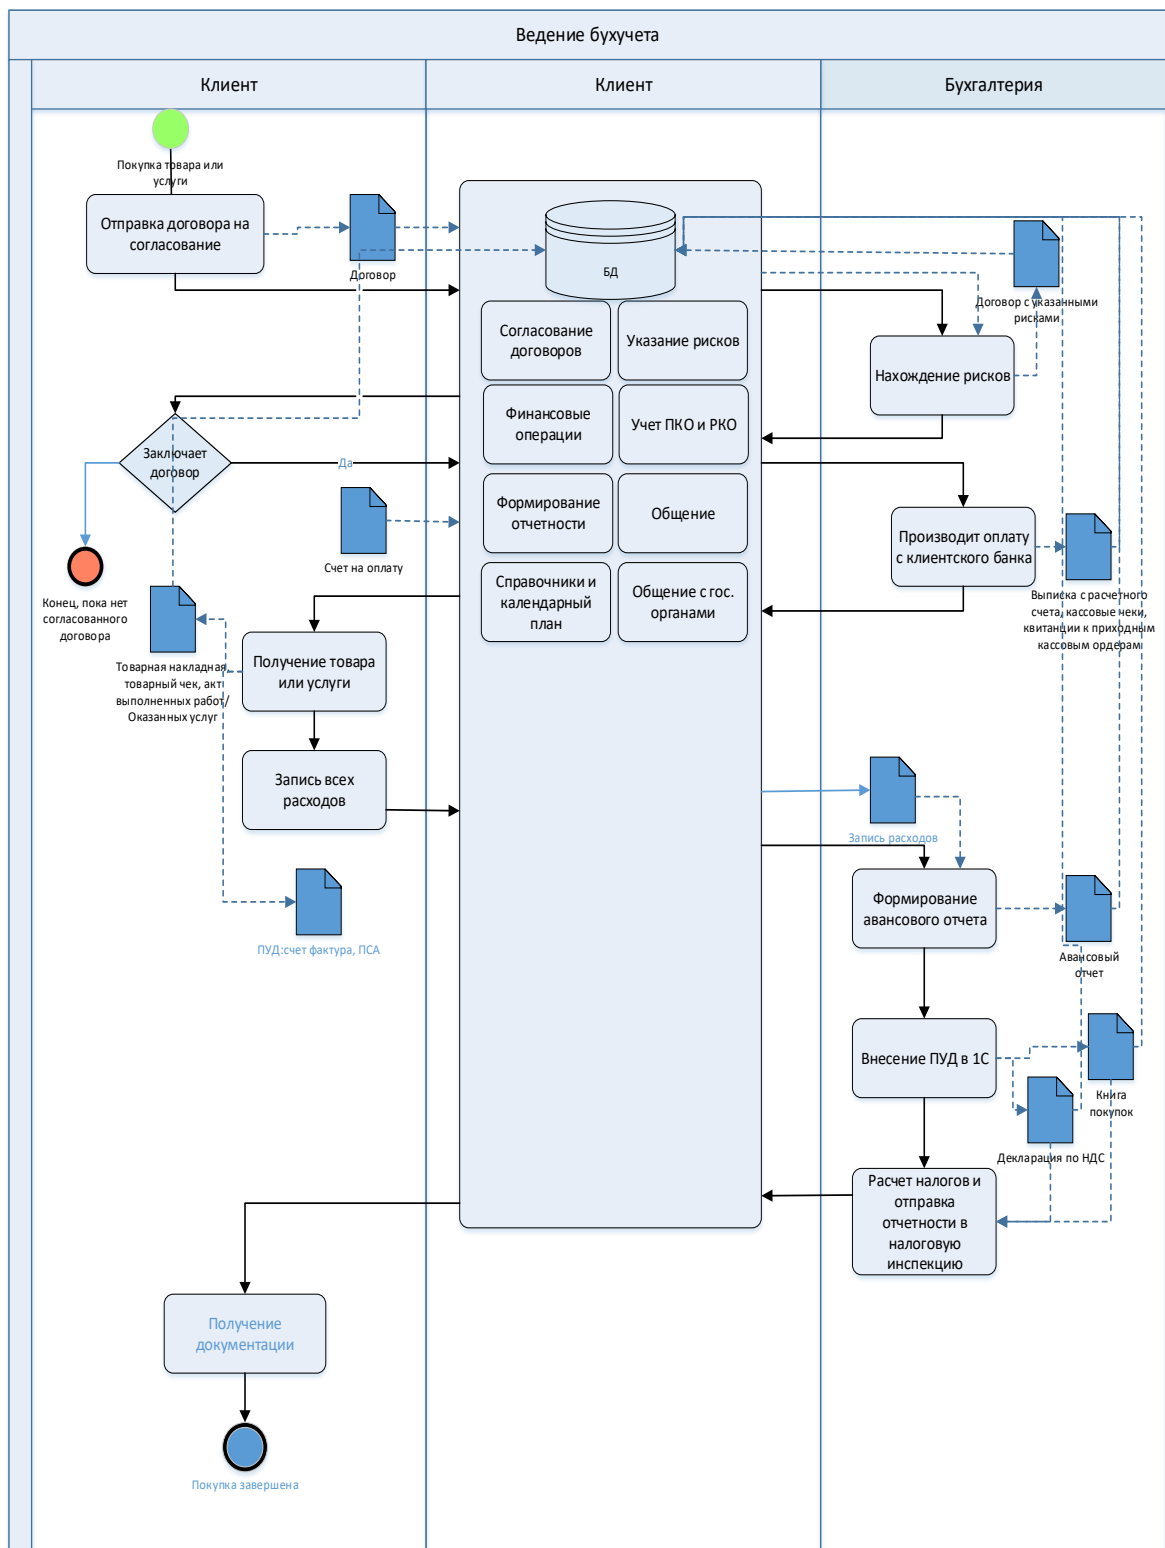 Ведение бухучета
Клиент
Клиент
Бухгалтерия
Покупка товара или
услуги
Отправка договора на
согласование
Договор
БД
Договор с указанными
рисками
Согласование
договоров
Указание рисков
Нахождение рисков
Финансовые
операции
Учет ПКО и РКО
Заключает
договор
Да
Формирование
отчетности
Общение
Счет на оплату
Производит оплату
с клиентского банка
Конец, пока нет
согласованного
договора
Справочники и
календарный
план
Общение с гос.
органами
Выписка с расчетного
счета, кассовые чеки,
квитанции к приходным
кассовым ордерам
Товарная накладная,
товарный чек, акт
выполненных работ/
Оказанных услуг
Получение товара
или услуги
Запись всех
расходов
Запись расходов
ПУД:счет фактура, ПСА
Формирование
авансового отчета
Авансовый
отчет
Внесение ПУД в 1С
Книга
покупок
Декларация по НДС
Расчет налогов и
отправка
отчетности в
налоговую
инспекцию
Получение
документации
Покупка завершена